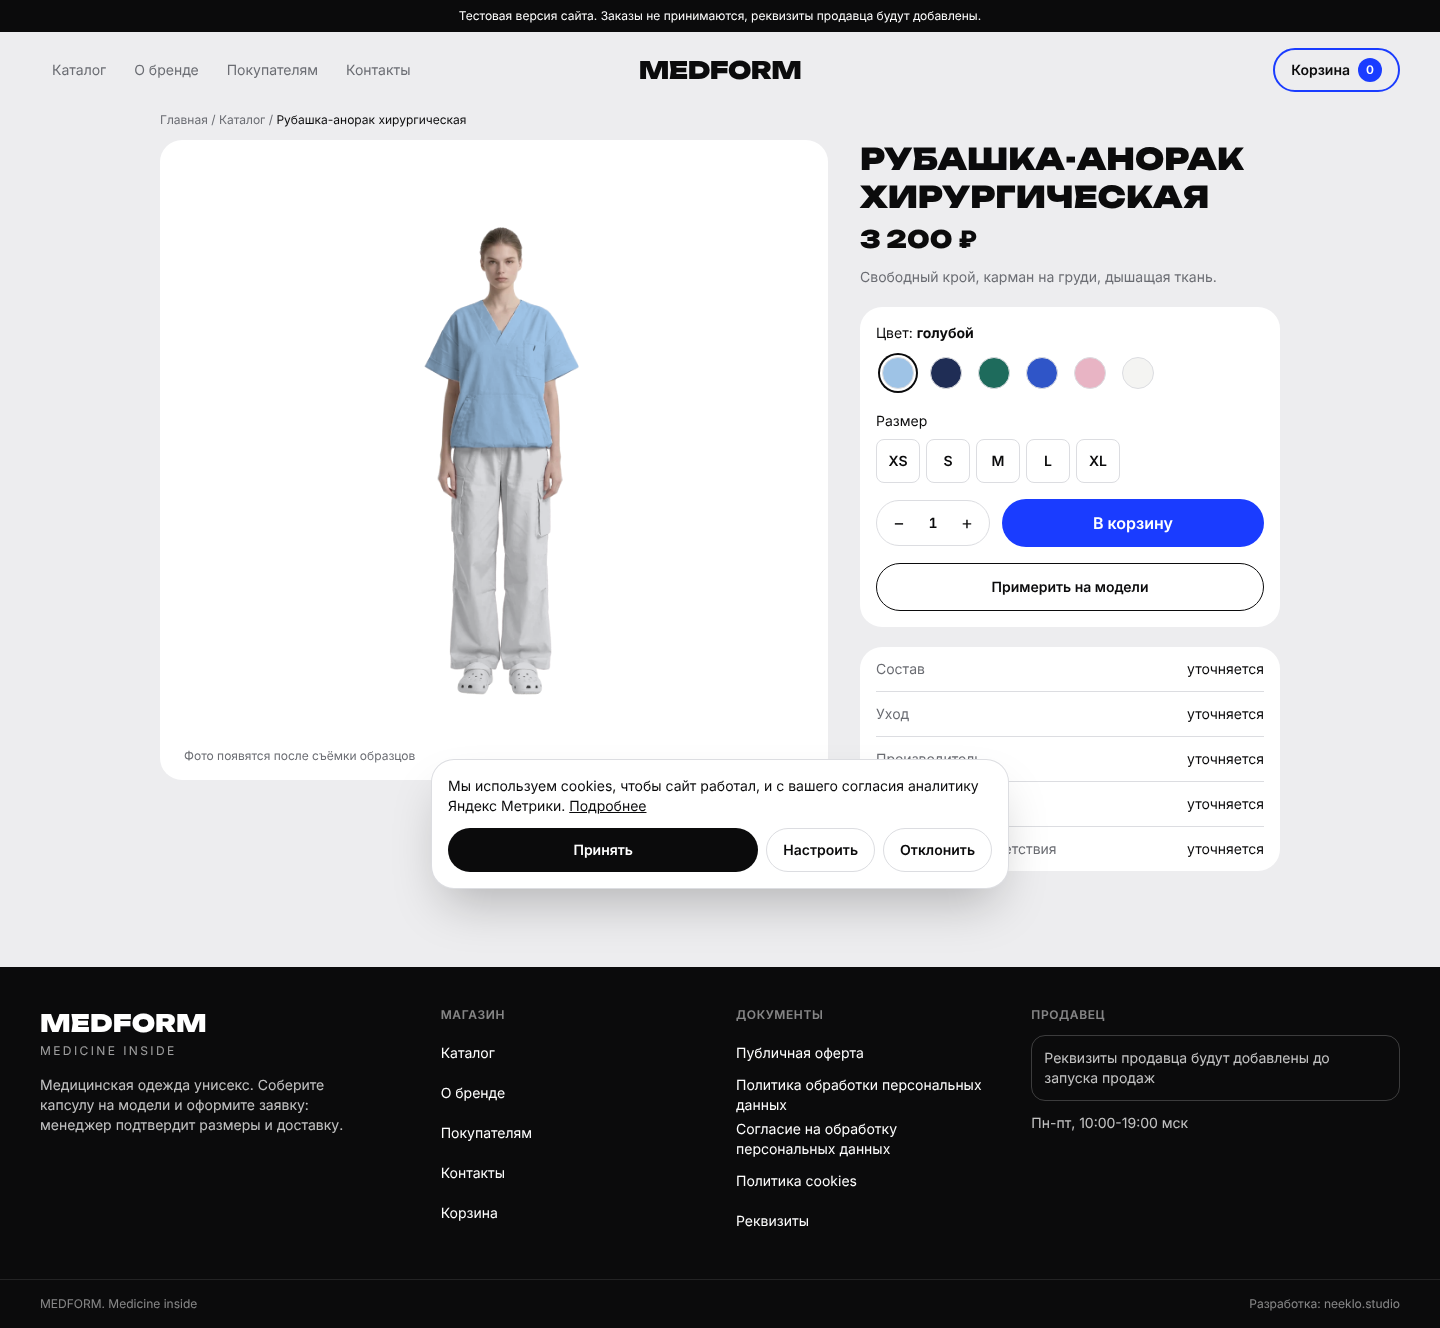 Тестовая версия сайта. Заказы не принимаются, реквизиты продавца будут добавлены.
Каталог
О бренде
Покупателям
Контакты
MEDFORM
Корзина 0
Главная / Каталог / Рубашка-анорак хирургическая
РУБАШКА-АНОРАК
ХИРУРГИЧЕСКАЯ
3 200 ₽
Свободный крой, карман на груди, дышащая ткань.
Цвет: голубой
Размер
XS
S
M
L
XL
− 1 +
В корзину
Примерить на модели
Состав
уточняется
Уход
уточняется
уточняется
уточняется
уточняется
Фото появятся после съёмки образцов
Мы используем cookies, чтобы сайт работал, и с вашего согласия аналитику
Яндекс Метрики. Подробнее
Принять
Настроить
Отклонить
MEDFORM
MEDICINE INSIDE
Медицинская одежда унисекс. Соберите
капсулу на модели и оформите заявку:
менеджер подтвердит размеры и доставку.
МАГАЗИН
Каталог
О бренде
Покупателям
Контакты
Корзина
ДОКУМЕНТЫ
Публичная оферта
Политика обработки персональных
данных
Согласие на обработку
персональных данных
Политика cookies
Реквизиты
ПРОДАВЕЦ
Реквизиты продавца будут добавлены до
запуска продаж
Пн-пт, 10:00-19:00 мск
MEDFORM. Medicine inside
Разработка: neeklo.studio